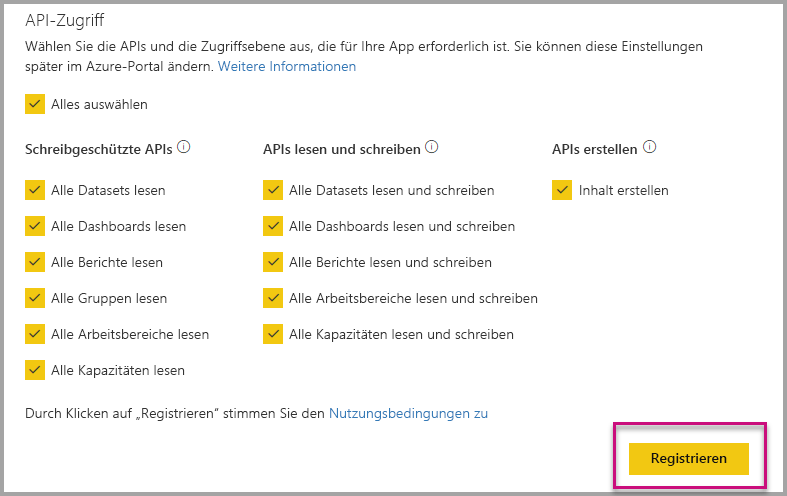 API-Zugriff
Wählen Sie die APIs und die Zugriffsebene aus, die für Ihre App erforderlich ist. Sie können diese Einstellungen
später im Azure-Portal ändern. Weitere Informationen
Alles auswählen
Schreibgeschützte APIs
Alle Datasets lesen
Alle Dashboards lesen
Alle Berichte lesen
Alle Gruppen lesen
Alle Arbeitsbereiche lesen
Alle Kapazitäten lesen
APIs lesen und schreiben
Alle Datasets lesen und schreiben
Alle Dashboards lesen und schreiben
Alle Berichte lesen und schreiben
Alle Arbeitsbereiche lesen und schreiben
Alle Kapazitäten lesen und schreiben
APIs erstellen
Inhalt erstellen
Durch Klicken auf „Registrieren“ stimmen Sie den Nutzungsbedingungen zu
Registrieren